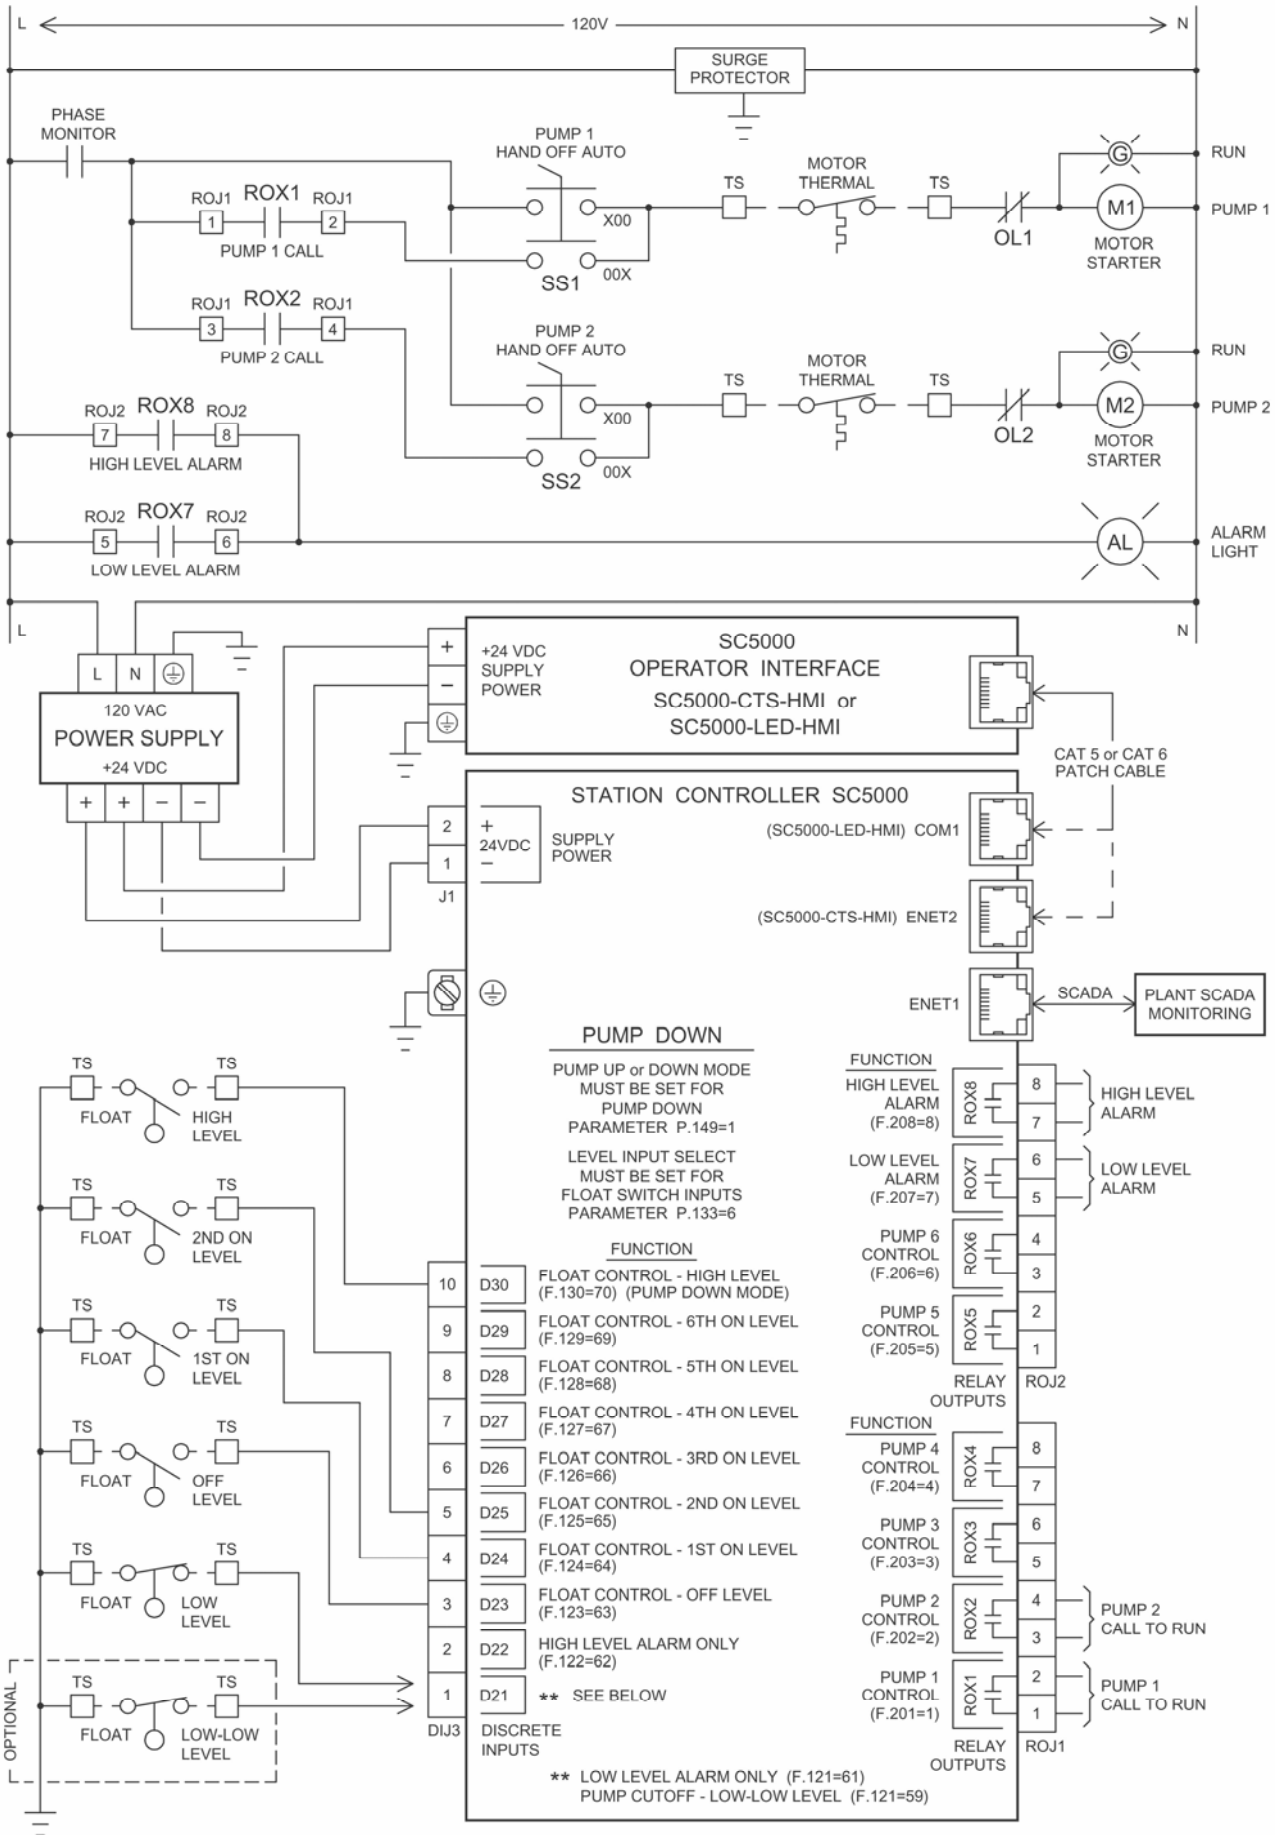 L
120V
N
SURGE
PROTECTOR
PHASE
MONITOR
PUMP 1
HAND OFF AUTO
X00
00X
SS1
TS
MOTOR
THERMAL
TS
OL1
G
RUN
M1
PUMP 1
MOTOR
STARTER
ROJ1 ROX1 ROJ1
1 2
PUMP 1 CALL
ROJ1 ROX2 ROJ1
3 4
PUMP 2 CALL
PUMP 2
HAND OFF AUTO
X00
00X
SS2
TS
MOTOR
THERMAL
TS
OL2
G
RUN
M2
PUMP 2
MOTOR
STARTER
ROJ2 ROX8 ROJ2
7 8
HIGH LEVEL ALARM
ROJ2 ROX7 ROJ2
5 6
LOW LEVEL ALARM
AL
ALARM
LIGHT
L
N
L N
120 VAC
POWER SUPPLY
+24 VDC
+ + − −
+
−
+24 VDC
SUPPLY
POWER
SC5000
OPERATOR INTERFACE
SC5000-CTS-HMI or
SC5000-LED-HMI
CAT 5 or CAT 6
PATCH CABLE
STATION CONTROLLER SC5000
2
1
J1
+
24VDC
−
SUPPLY
POWER
(SC5000-LED-HMI) COM1
(SC5000-CTS-HMI) ENET2
ENET1
SCADA
PLANT SCADA
MONITORING
PUMP DOWN
PUMP UP or DOWN MODE
MUST BE SET FOR
PUMP DOWN
PARAMETER P.149=1
LEVEL INPUT SELECT
MUST BE SET FOR
FLOAT SWITCH INPUTS
PARAMETER P.133=6
TS TS
FLOAT
HIGH
LEVEL
TS TS
FLOAT
2ND ON
LEVEL
TS TS
FLOAT
1ST ON
LEVEL
TS TS
FLOAT
OFF
LEVEL
TS TS
FLOAT
LOW
LEVEL
OPTIONAL
TS TS
FLOAT
LOW-LOW
LEVEL
FUNCTION
10 D30 FLOAT CONTROL - HIGH LEVEL
(F.130=70) (PUMP DOWN MODE)
9 D29 FLOAT CONTROL - 6TH ON LEVEL
(F.129=69)
8 D28 FLOAT CONTROL - 5TH ON LEVEL
(F.128=68)
7 D27 FLOAT CONTROL - 4TH ON LEVEL
(F.127=67)
6 D26 FLOAT CONTROL - 3RD ON LEVEL
(F.126=66)
5 D25 FLOAT CONTROL - 2ND ON LEVEL
(F.125=65)
4 D24 FLOAT CONTROL - 1ST ON LEVEL
(F.124=64)
3 D23 FLOAT CONTROL - OFF LEVEL
(F.123=63)
2 D22 HIGH LEVEL ALARM ONLY
(F.122=62)
1 D21 ** SEE BELOW
DIJ3 DISCRETE
INPUTS
** LOW LEVEL ALARM ONLY (F.121=61)
PUMP CUTOFF - LOW-LOW LEVEL (F.121=59)
FUNCTION
HIGH LEVEL
ALARM
(F.208=8)
ROX8
8
7
HIGH LEVEL
ALARM
LOW LEVEL
ALARM
(F.207=7)
ROX7
6
5
LOW LEVEL
ALARM
PUMP 6
CONTROL
(F.206=6)
ROX6
4
3
PUMP 5
CONTROL
(F.205=5)
ROX5
2
1
RELAY
OUTPUTS
ROJ2
FUNCTION
PUMP 4
CONTROL
(F.204=4)
ROX4
8
7
PUMP 3
CONTROL
(F.203=3)
ROX3
6
5
PUMP 2
CONTROL
(F.202=2)
ROX2
4
3
PUMP 2
CALL TO RUN
PUMP 1
CONTROL
(F.201=1)
ROX1
2
1
PUMP 1
CALL TO RUN
RELAY
OUTPUTS
ROJ1